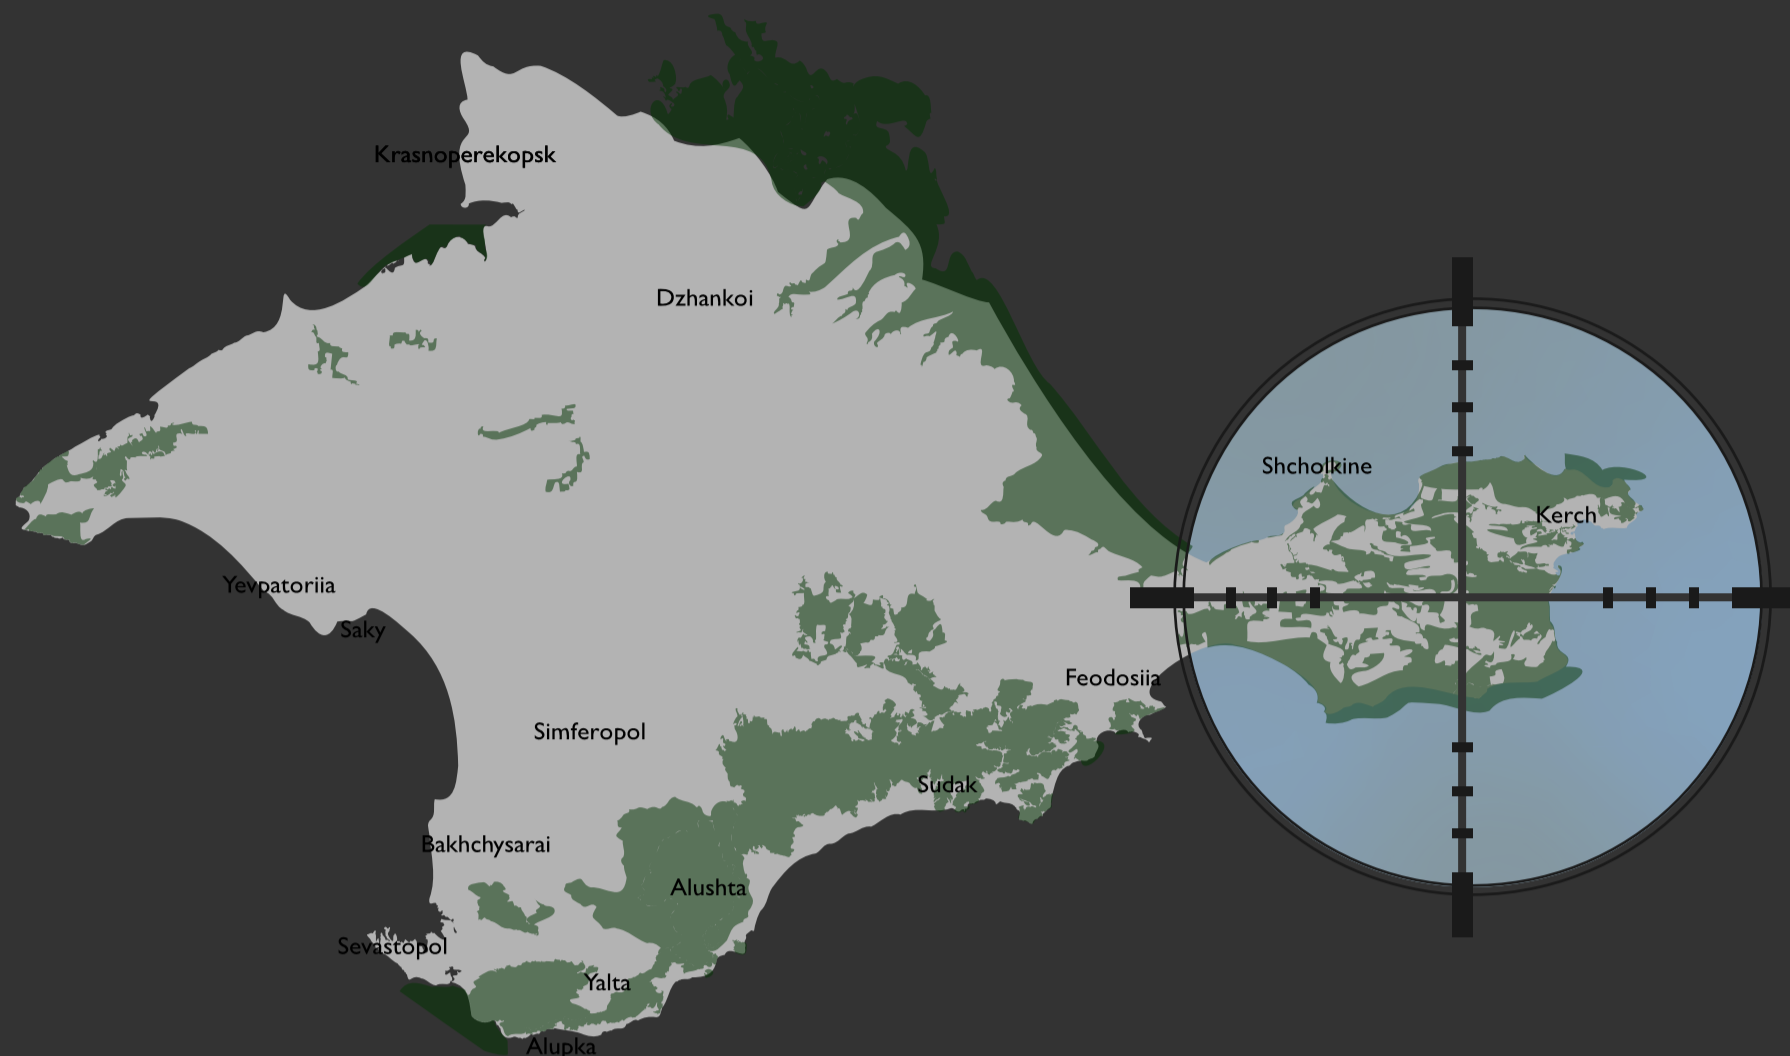 Krasnoperekopsk
Dzhankoi
Shcholkine
Kerch
Yevpatoriia
Saky
Feodosiia
Simferopol
Sudak
Bakhchysarai
Alushta
Sevastopol
Yalta
Alupka